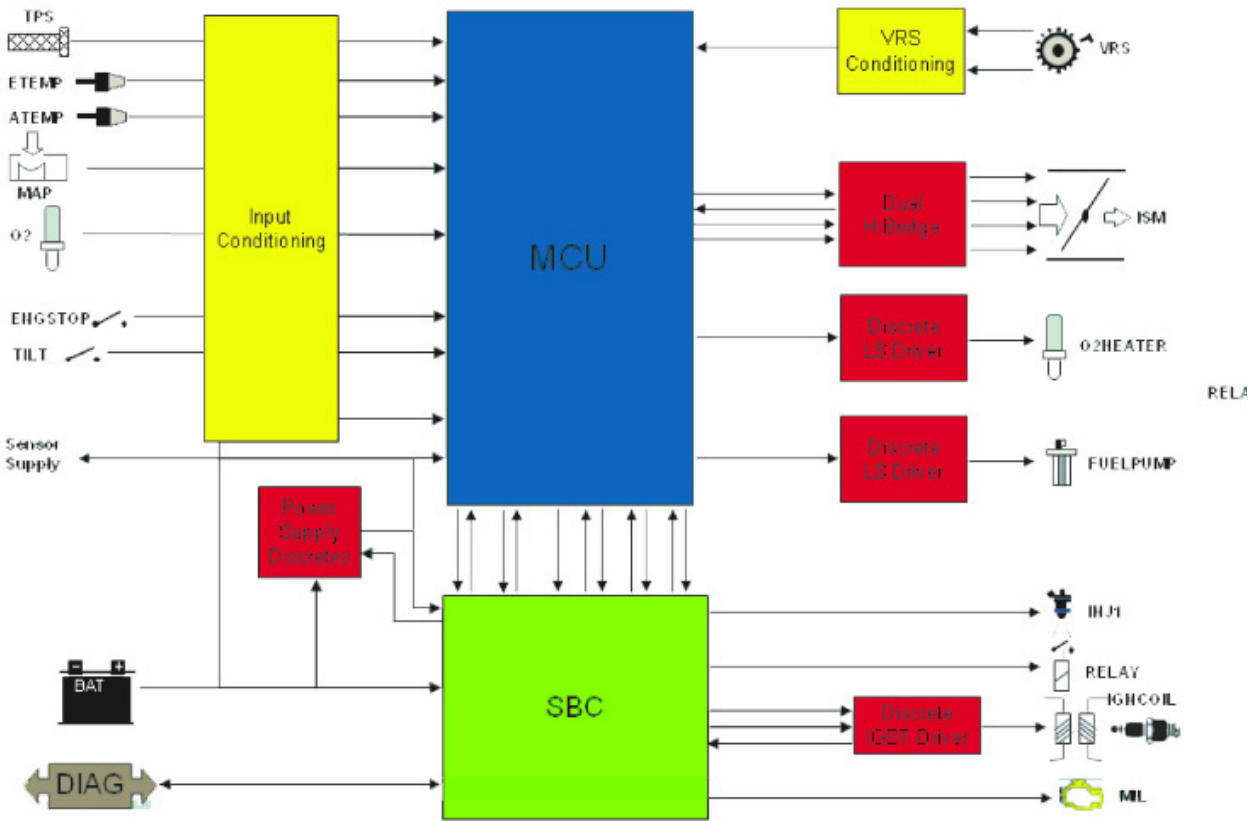 TPS
ETEMP
ATEMP
MAP
O2
ENGSTOP
TILT
Sensor
Supply
Input
Conditioning
MCU
VRS
Conditioning
VRS
Dual
H-Bridge
ISM
Discrete
LS Driver
O2HEATER
RELA
Discrete
LS Driver
FUELPUMP
Power
Supply
Discretes
BAT
DIAG
SBC
INJ1
RELAY
IGNCOIL
Discrete
IGBT Driver
MIL